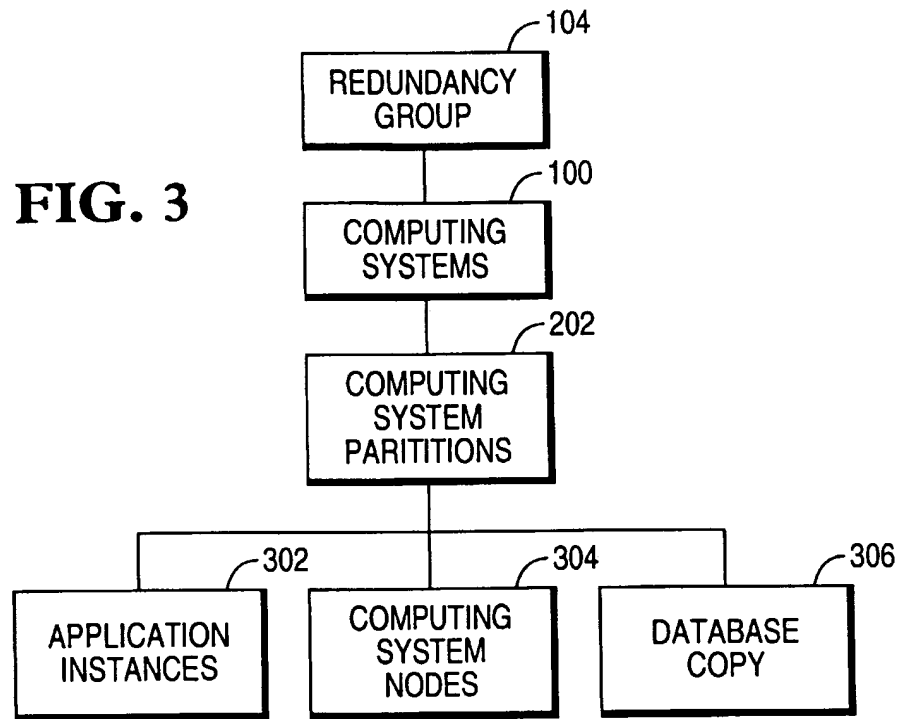 104
REDUNDANCY
GROUP
FIG. 3
100
COMPUTING
SYSTEMS
202
COMPUTING
SYSTEM
PARITITIONS
302
APPLICATION
INSTANCES
304
COMPUTING
SYSTEM
NODES
306
DATABASE
COPY